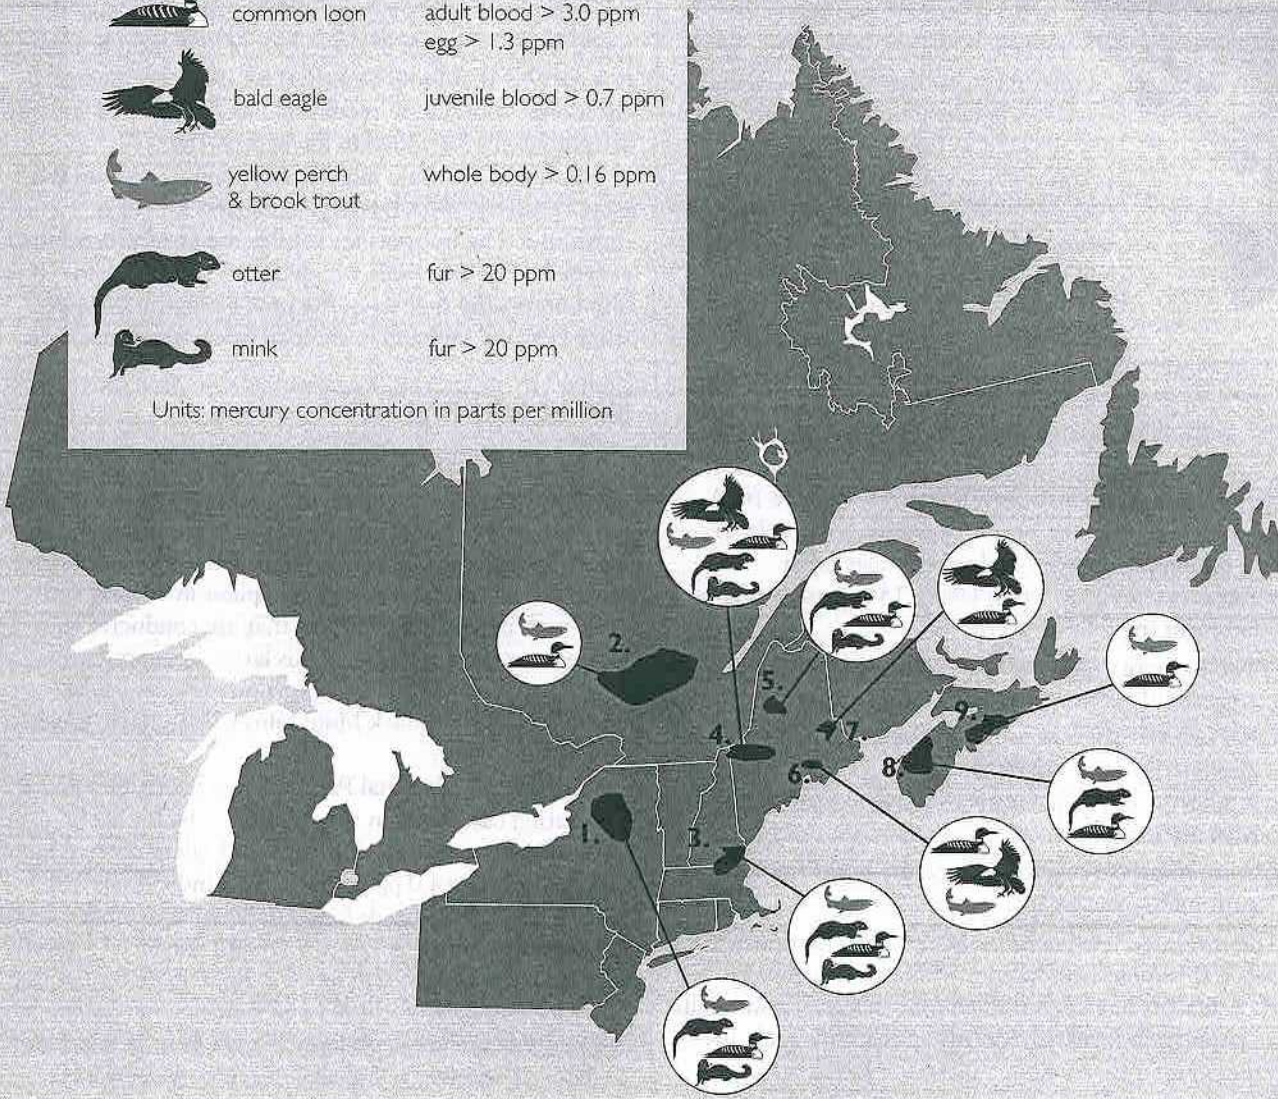 common loon adult blood > 3.0 ppm
egg > 1.3 ppm
bald eagle juvenile blood > 0.7 ppm
yellow perch whole body > 0.16 ppm
& brook trout
otter fur > 20 ppm
mink fur > 20 ppm
Units: mercury concentration in parts per million
2.
5.
9.
4.
7.
6.
8.
1.
3.